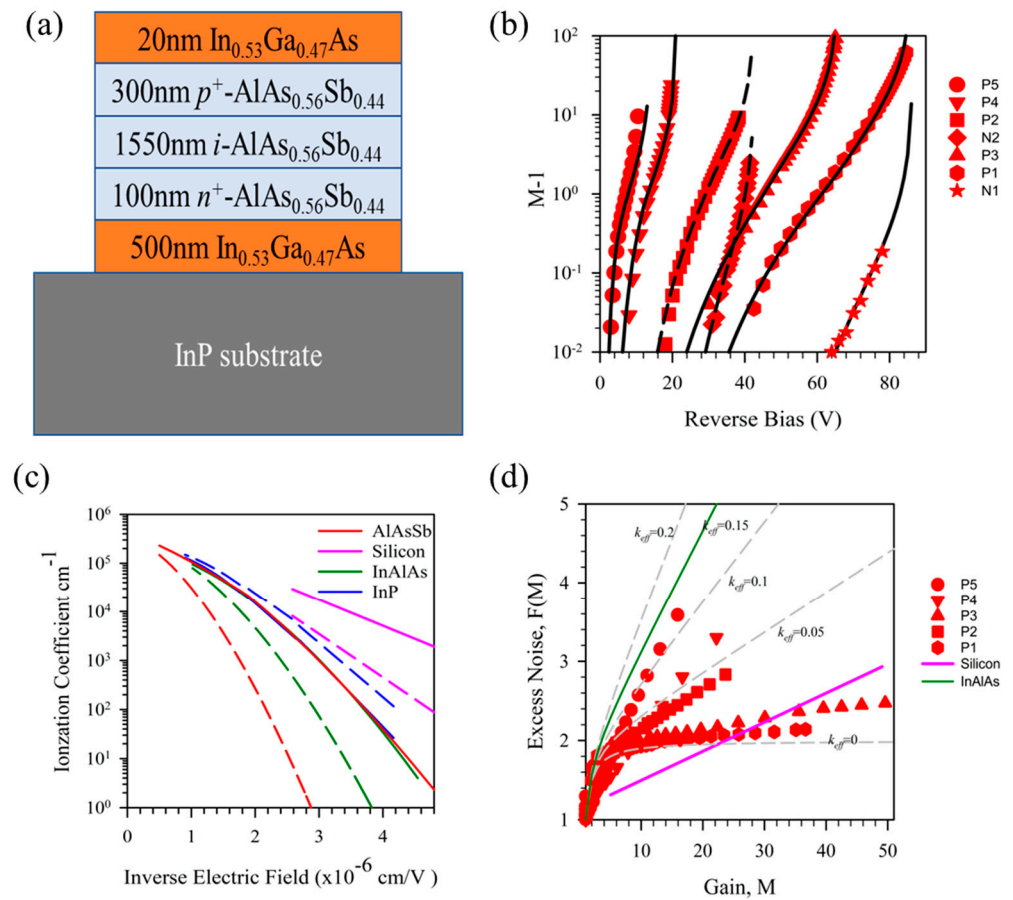 (a)
20nm In0.53Ga0.47As
300nm p+-AlAs0.56Sb0.44
1550nm i-AlAs0.56Sb0.44
100nm n+-AlAs0.56Sb0.44
500nm In0.53Ga0.47As
InP substrate
(b)
10^2
10^1
10^0
10^-1
10^-2
M-1
0 20 40 60 80
Reverse Bias (V)
P5
P4
P2
N2
P3
P1
N1
(c)
10^6
10^5
10^4
10^3
10^2
10^1
10^0
Ionization Coefficient cm^-1
AlAsSb
Silicon
InAlAs
InP
0 1 2 3 4
Inverse Electric Field (x10^-6 cm/V )
(d)
5
4
3
2
1
Excess Noise, F(M)
keff=0.2
keff=0.15
keff=0.1
keff=0.05
keff=0
10 20 30 40 50
Gain, M
P5
P4
P3
P2
P1
Silicon
InAlAs